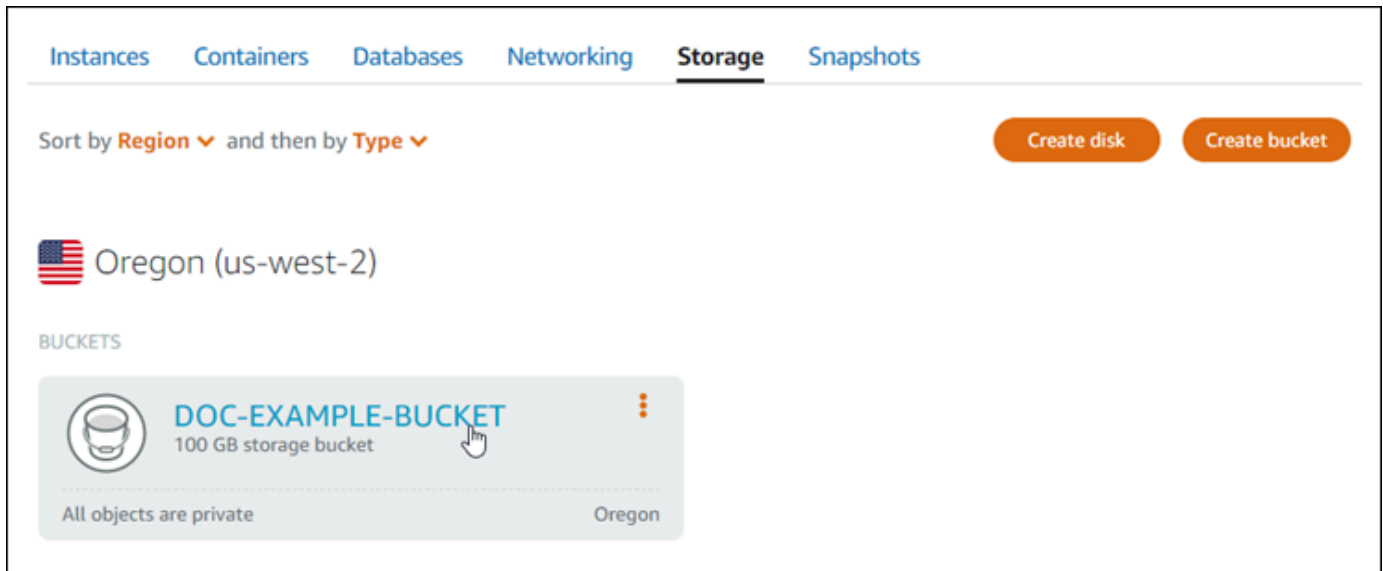 Instances Containers Databases Networking Storage Snapshots
Sort by Region and then by Type Create disk Create bucket
Oregon (us-west-2)
BUCKETS
DOC-EXAMPLE-BUCKET
100 GB storage bucket
All objects are private Oregon